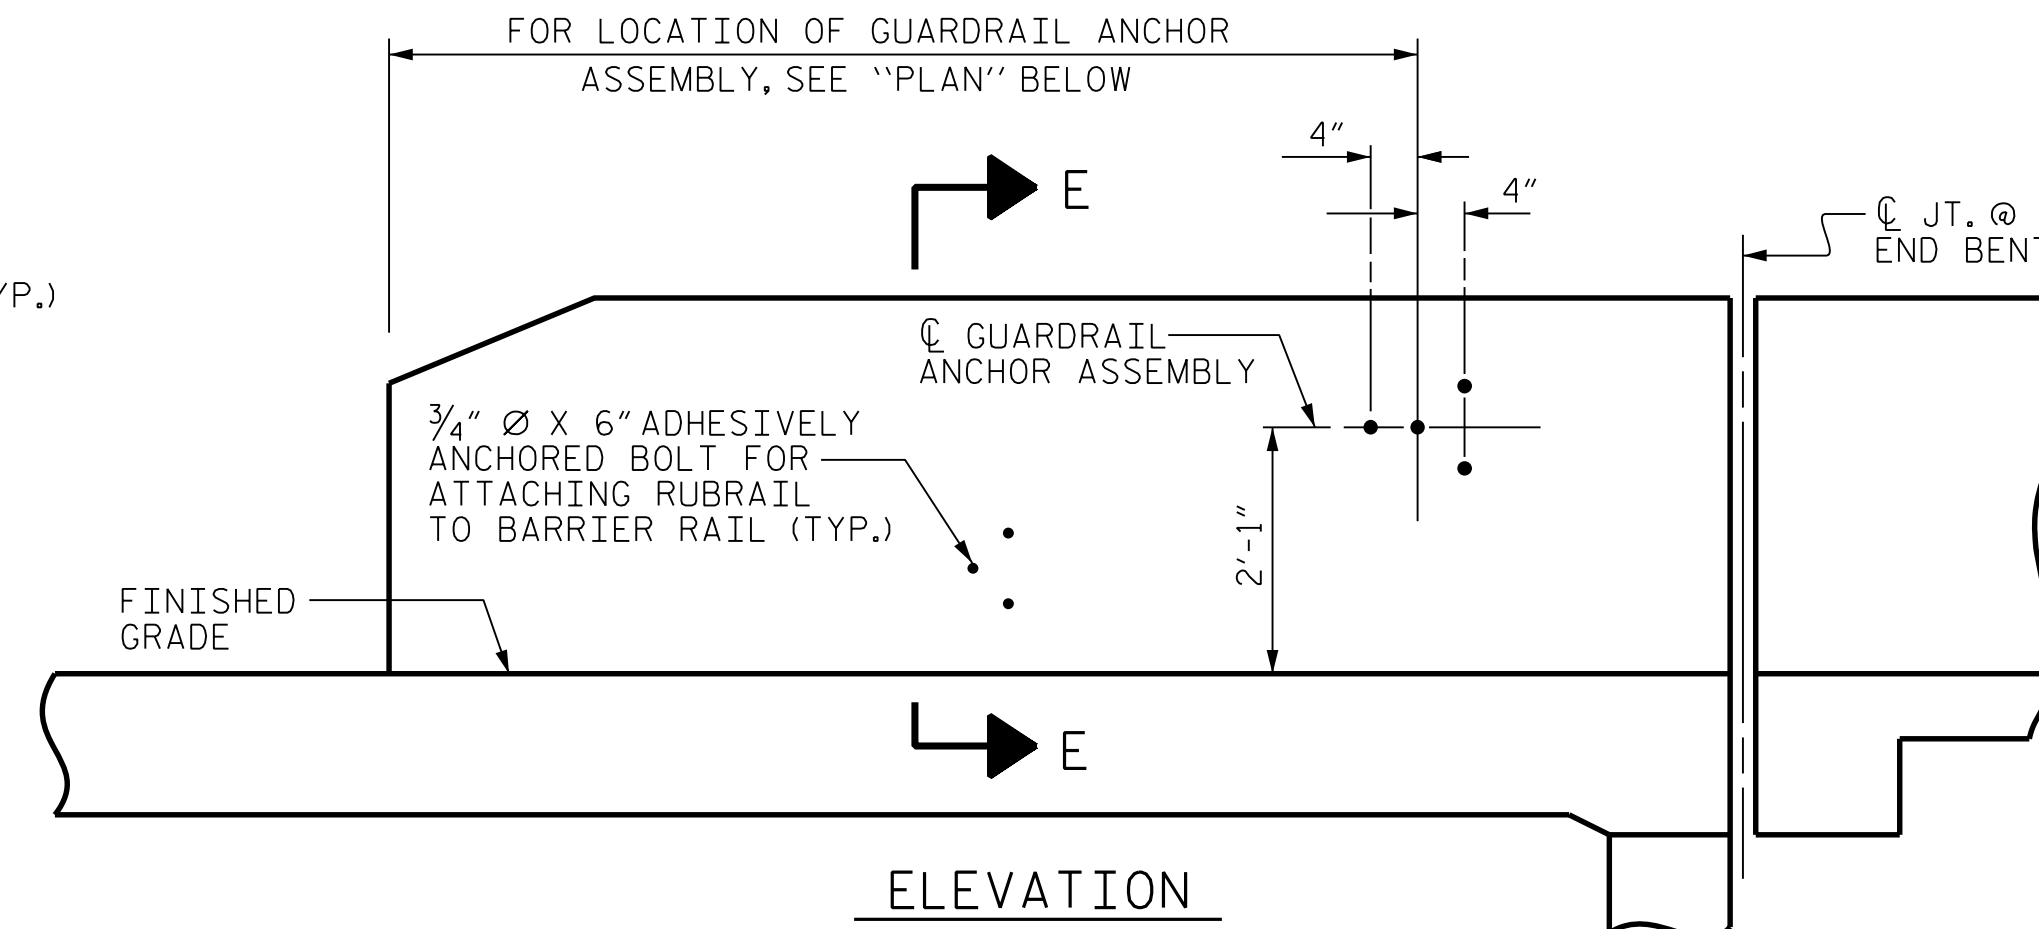 FOR LOCATION OF GUARDRAIL ANCHOR
ASSEMBLY, SEE "PLAN" BELOW
4"
4"
E
℄ JT. @
END BENT
YP.)
℄ GUARDRAIL
ANCHOR ASSEMBLY
3/4" Ø X 6" ADHESIVELY
ANCHORED BOLT FOR
ATTACHING RUBRAIL
TO BARRIER RAIL (TYP.)
2'-1"
FINISHED
GRADE
E
ELEVATION